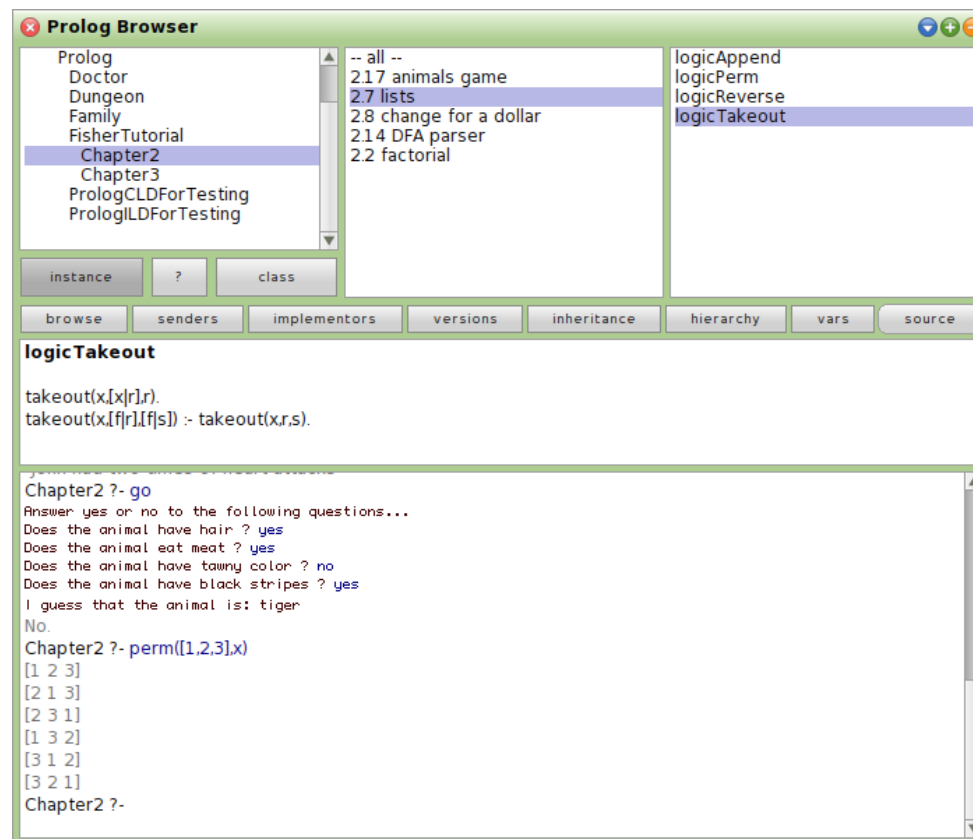 Prolog Browser
Prolog
Doctor
Dungeon
Family
FisherTutorial
Chapter2
Chapter3
PrologCLDForTesting
PrologILDForTesting
-- all --
2.17 animals game
2.7 lists
2.8 change for a dollar
2.14 DFA parser
2.2 factorial
logicAppend
logicPerm
logicReverse
logicTakeout
instance ? class
browse senders implementors versions inheritance hierarchy vars source
logicTakeout
takeout(x,[x|r],r).
takeout(x,[f|r],[f|s]) :- takeout(x,r,s).
Chapter2 ?- go
Answer yes or no to the following questions...
Does the animal have hair ? yes
Does the animal eat meat ? yes
Does the animal have tawny color ? no
Does the animal have black stripes ? yes
I guess that the animal is: tiger
No.
Chapter2 ?- perm([1,2,3],x)
[1 2 3]
[2 1 3]
[2 3 1]
[1 3 2]
[3 1 2]
[3 2 1]
Chapter2 ?-